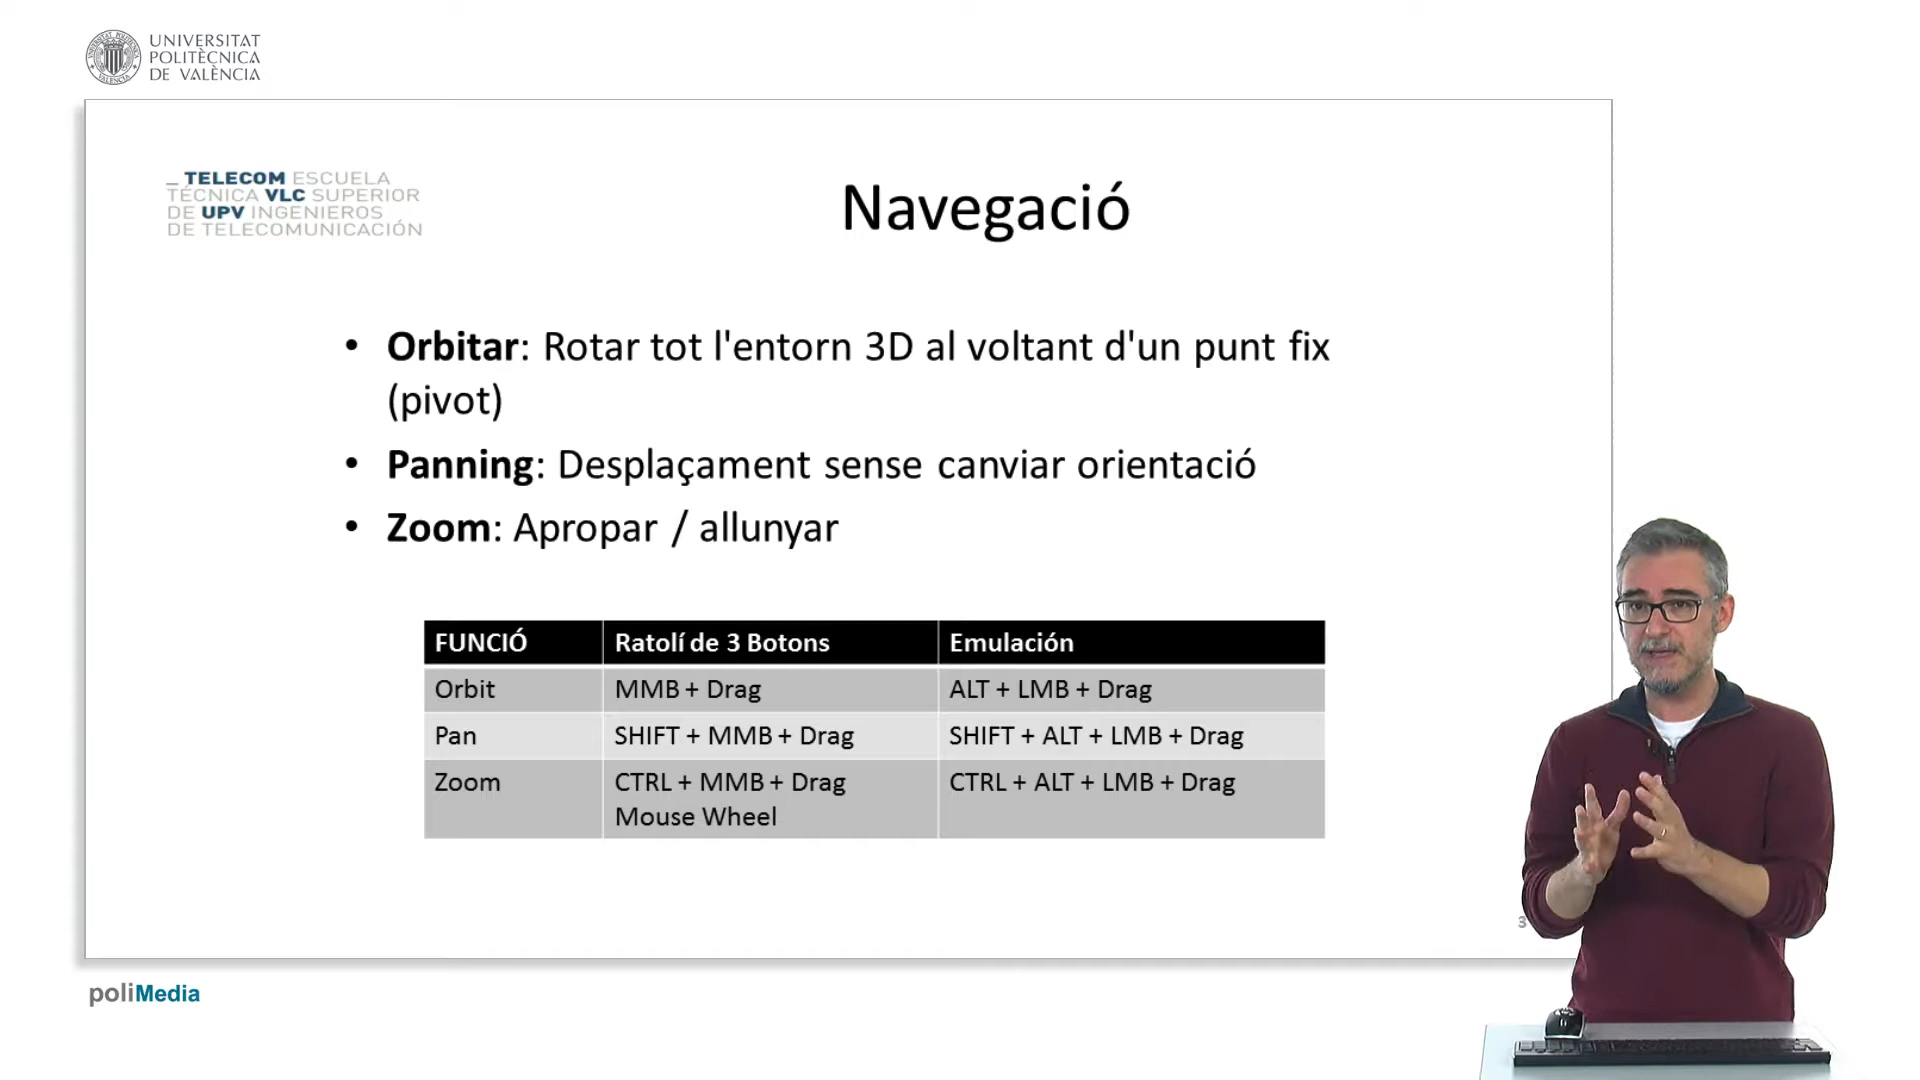 UNIVERSITAT
POLITÈCNICA
DE VALÈNCIA
_ TELECOM ESCUELA
TÉCNICA VLC SUPERIOR
DE UPV INGENIEROS
DE TELECOMUNICACIÓN
Navegació
• Orbitar: Rotar tot l'entorn 3D al voltant d'un punt fix
(pivot)
• Panning: Desplaçament sense canviar orientació
• Zoom: Apropar / allunyar
FUNCIÓ Ratolí de 3 Botons Emulación
Orbit MMB + Drag ALT + LMB + Drag
Pan SHIFT + MMB + Drag SHIFT + ALT + LMB + Drag
Zoom CTRL + MMB + Drag CTRL + ALT + LMB + Drag
Mouse Wheel
3
poliMedia